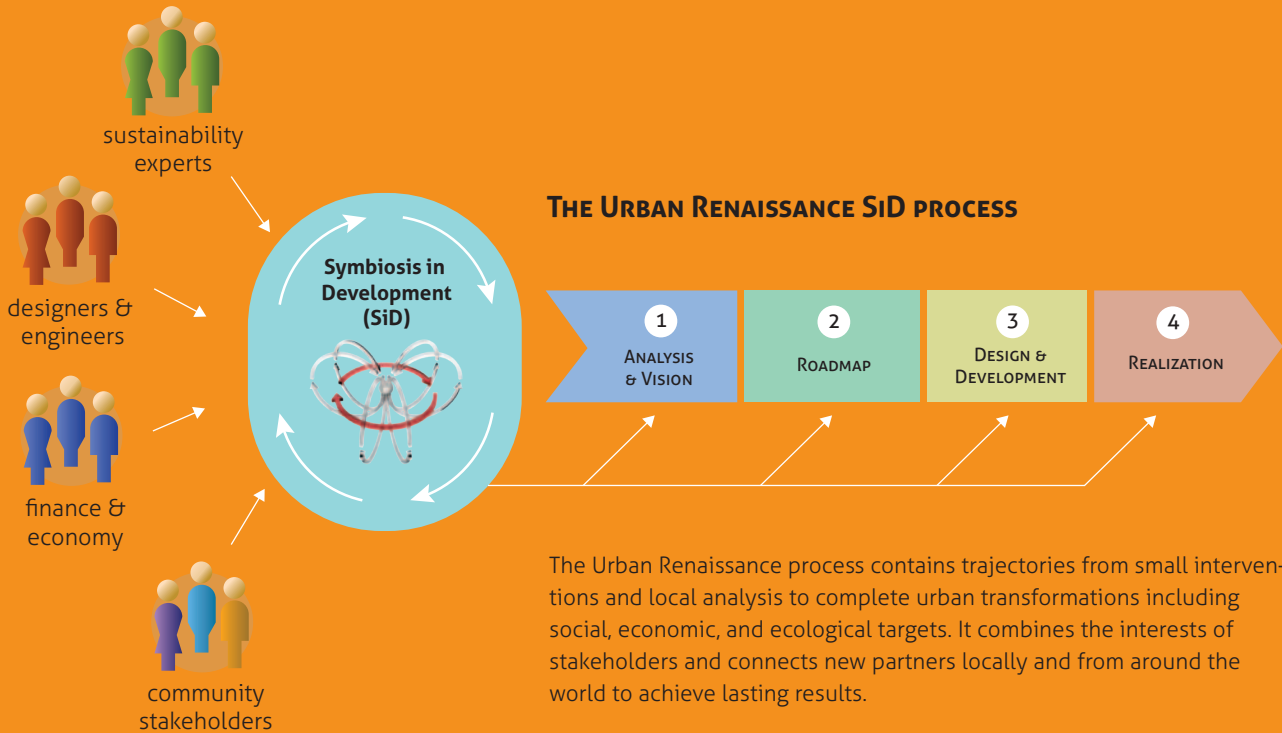 sustainability
experts
designers &
engineers
finance &
economy
community
stakeholders
Symbiosis in
Development
(SiD)
The Urban Renaissance SiD process
1
Analysis
& Vision
2
Roadmap
3
Design &
Development
4
Realization
The Urban Renaissance process contains trajectories from small interven-
tions and local analysis to complete urban transformations including
social, economic, and ecological targets. It combines the interests of
stakeholders and connects new partners locally and from around the
world to achieve lasting results.